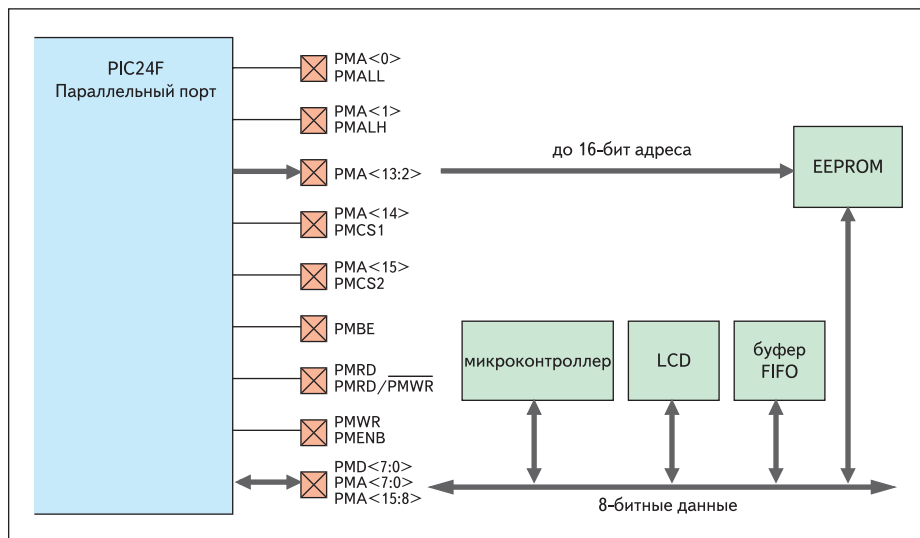 PIC24F
Параллельный порт
PMA<0>
PMALL
PMA<1>
PMALH
PMA<13:2>
PMA<14>
PMCS1
PMA<15>
PMCS2
PMBE
PMRD
PMRD/PMWR
PMWR
PMENB
PMD<7:0>
PMA<7:0>
PMA<15:8>
до 16-бит адреса
EEPROM
микроконтроллер
LCD
буфер
FIFO
8-битные данные